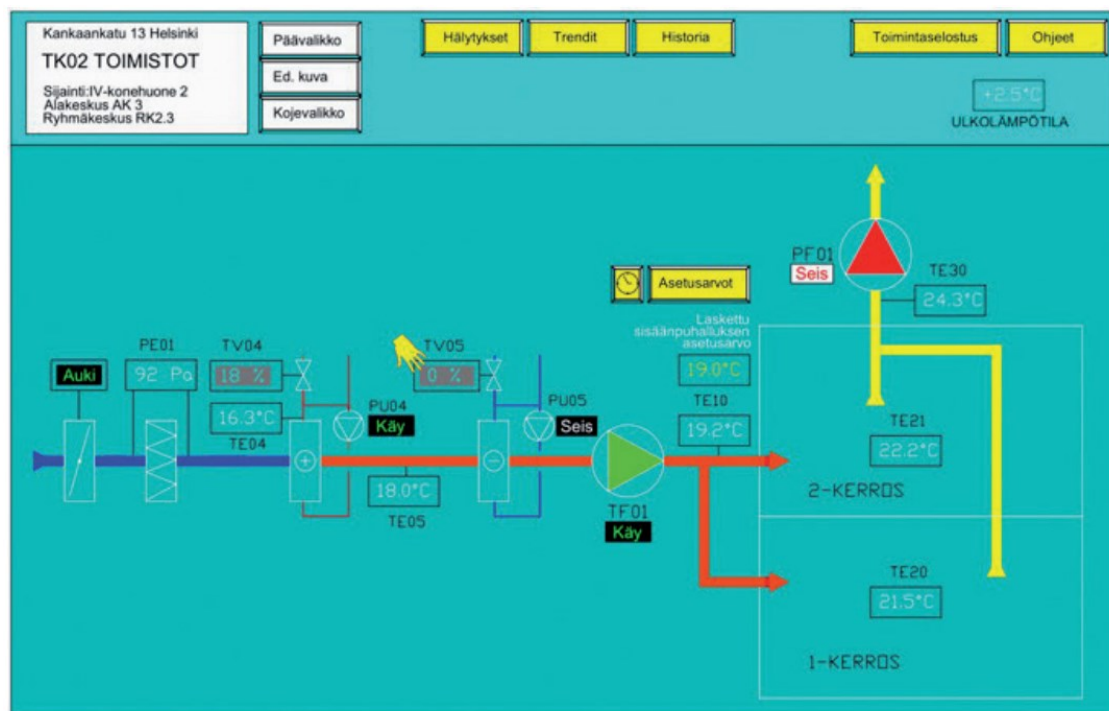 Kankaankatu 13 Helsinki
TK02 TOIMISTOT
Sijainti:IV-konehuone 2
Alakeskus AK 3
Ryhmäkeskus RK2.3
Päävalikko
Ed. kuva
Kojevalikko
Hälytykset
Trendit
Historia
Toimintaselostus
Ohjeet
+2.5°C
ULKOLÄMPÖTILA
PF01
Seis
TE30
24.3°C
Asetusarvot
Laskettu
sisäänpuhalluksen
asetusarvo
19.0°C
TE10
19.2°C
Auki
PE01
92 Pa
TV04
18 %
16.3°C
TE04
PU04
Käy
TV05
0 %
PU05
Seis
18.0°C
TE05
TF01
Käy
TE21
22.2°C
2-KERROS
TE20
21.5°C
1-KERROS